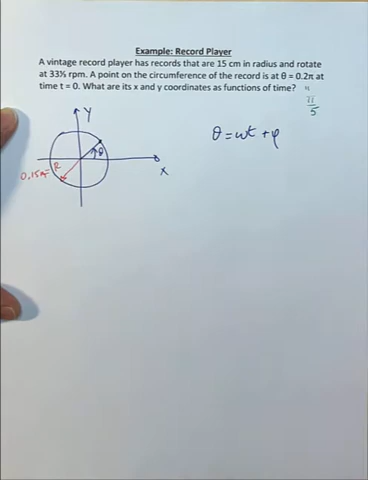 Example: Record Player
A vintage record player has records that are 15 cm in radius and rotate
at 33⅓ rpm. A point on the circumference of the record is at θ = 0.2π at
time t = 0. What are its x and y coordinates as functions of time?
π
5
θ = ωt + φ
Y
θ
R
0.15m=
X